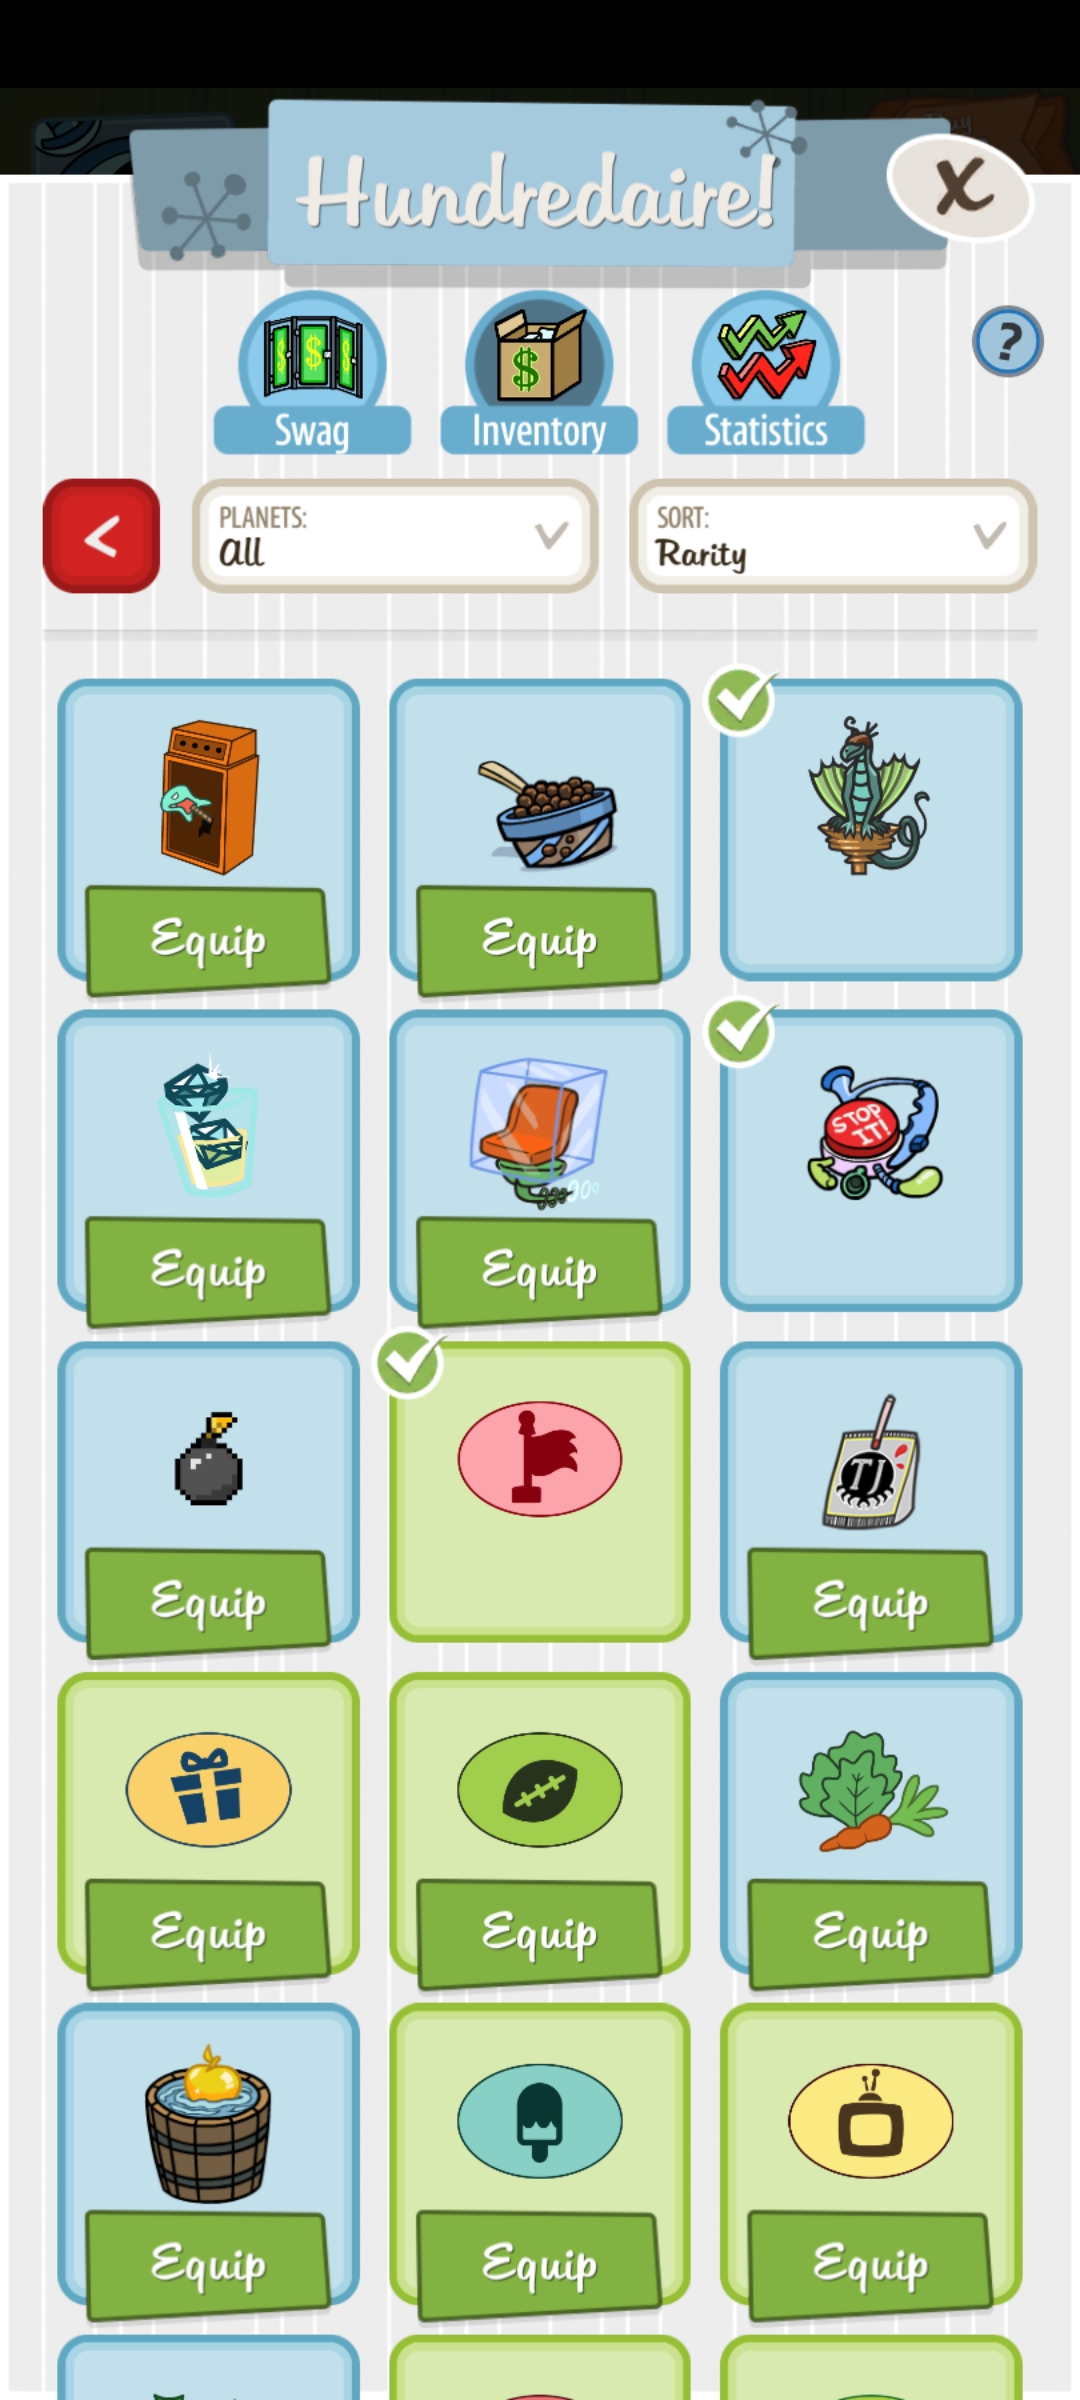 Hundredaire!
X
Swag
Inventory
Statistics
?
PLANETS:
All
SORT:
Rarity
Equip
Equip
Equip
Equip
STOP
IT!
Equip
TJ
Equip
Equip
Equip
Equip
Equip
Equip
Equip